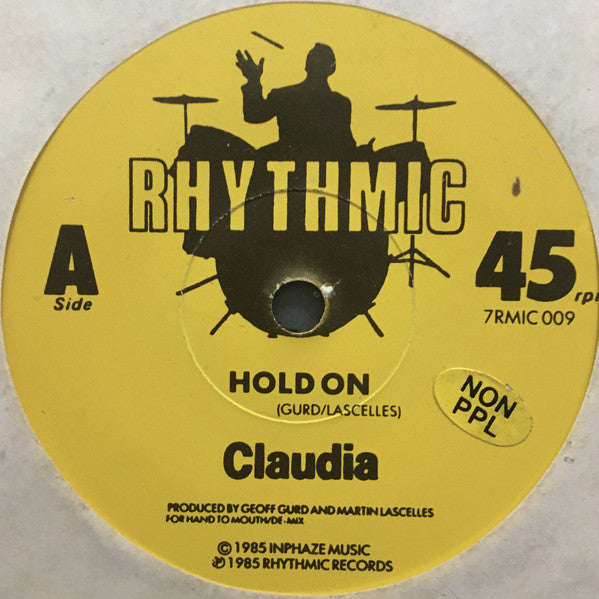 RHYTHMIC
A
Side
45
rpm
7RMIC 009
HOLD ON
(GURD/LASCELLES)
NON
PPL
Claudia
PRODUCED BY GEOFF GURD AND MARTIN LASCELLES
FOR HAND TO MOUTH/DE-MIX
© 1985 INPHAZE MUSIC
℗ 1985 RHYTHMIC RECORDS